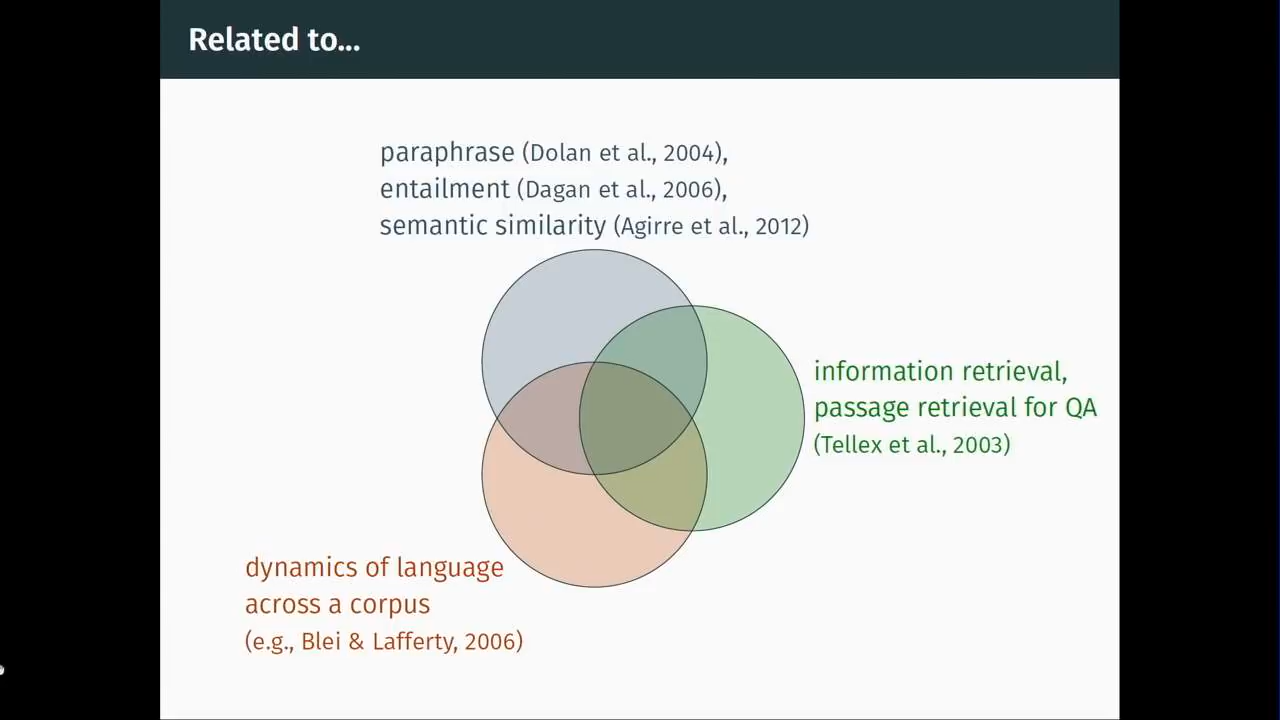 Related to...
paraphrase (Dolan et al., 2004),
entailment (Dagan et al., 2006),
semantic similarity (Agirre et al., 2012)
information retrieval,
passage retrieval for QA
(Tellex et al., 2003)
dynamics of language
across a corpus
(e.g., Blei & Lafferty, 2006)